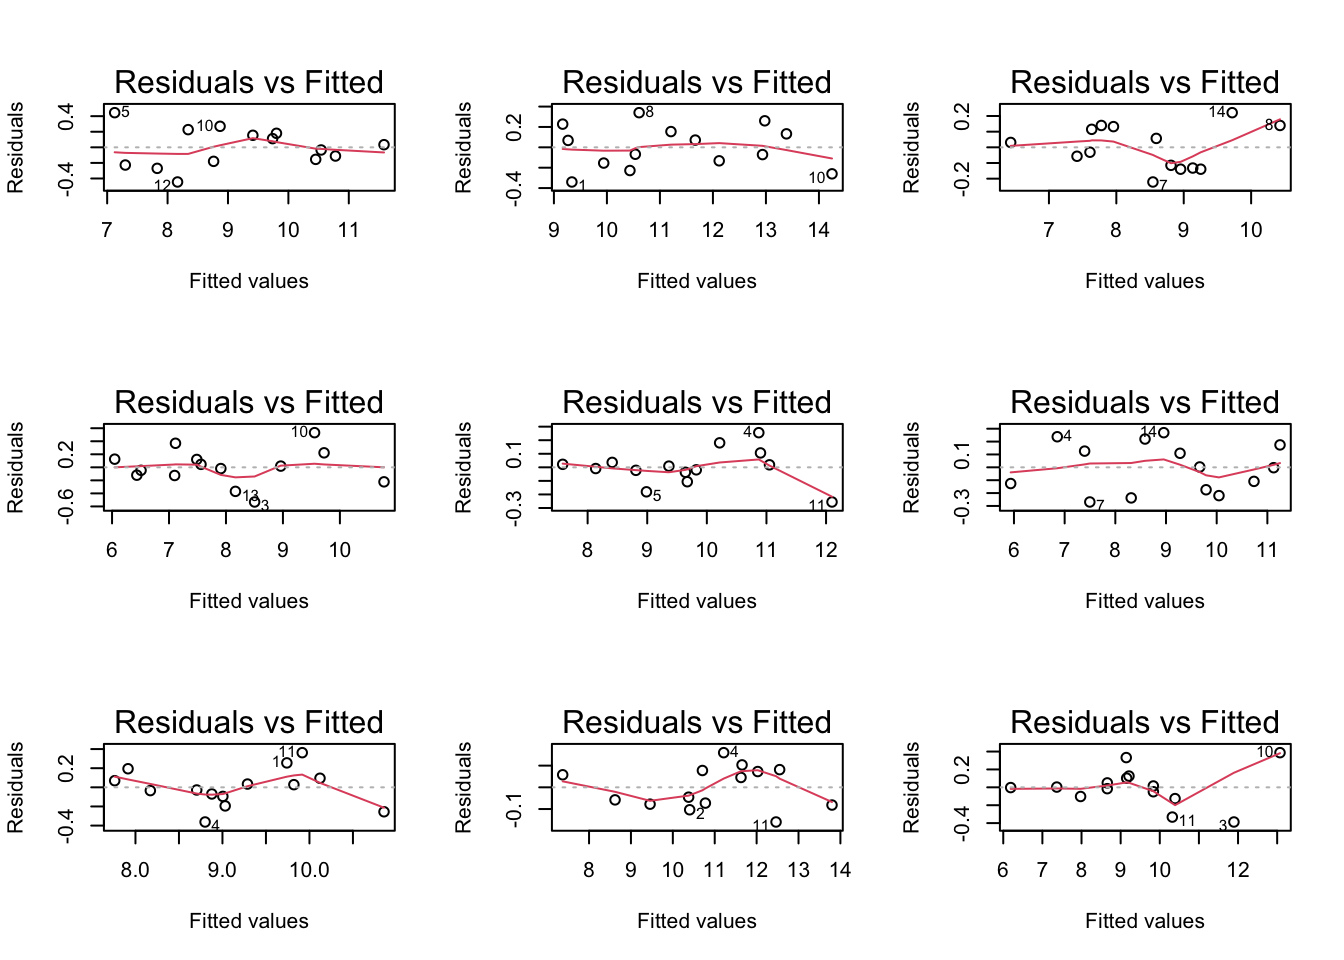 Residuals vs Fitted
Residuals
0.4
-0.4
5
10
12
7 8 9 10 11
Fitted values
Residuals vs Fitted
Residuals
0.2
-0.4
8
1
10
9 10 11 12 13 14
Fitted values
Residuals vs Fitted
Residuals
0.2
-0.2
14
8
7
7 8 9 10
Fitted values
Residuals vs Fitted
Residuals
0.2
-0.6
10
13
3
6 7 8 9 10
Fitted values
Residuals vs Fitted
Residuals
0.1
-0.3
4
5
11
8 9 10 11 12
Fitted values
Residuals vs Fitted
Residuals
0.1
-0.3
4
14
7
6 7 8 9 10 11
Fitted values
Residuals vs Fitted
Residuals
0.2
-0.4
11
4
8.0 9.0 10.0
Fitted values
Residuals vs Fitted
Residuals
-0.1
4
2
11
8 9 10 11 12 13 14
Fitted values
Residuals vs Fitted
Residuals
0.2
-0.4
10
11
3
6 7 8 9 10 12
Fitted values